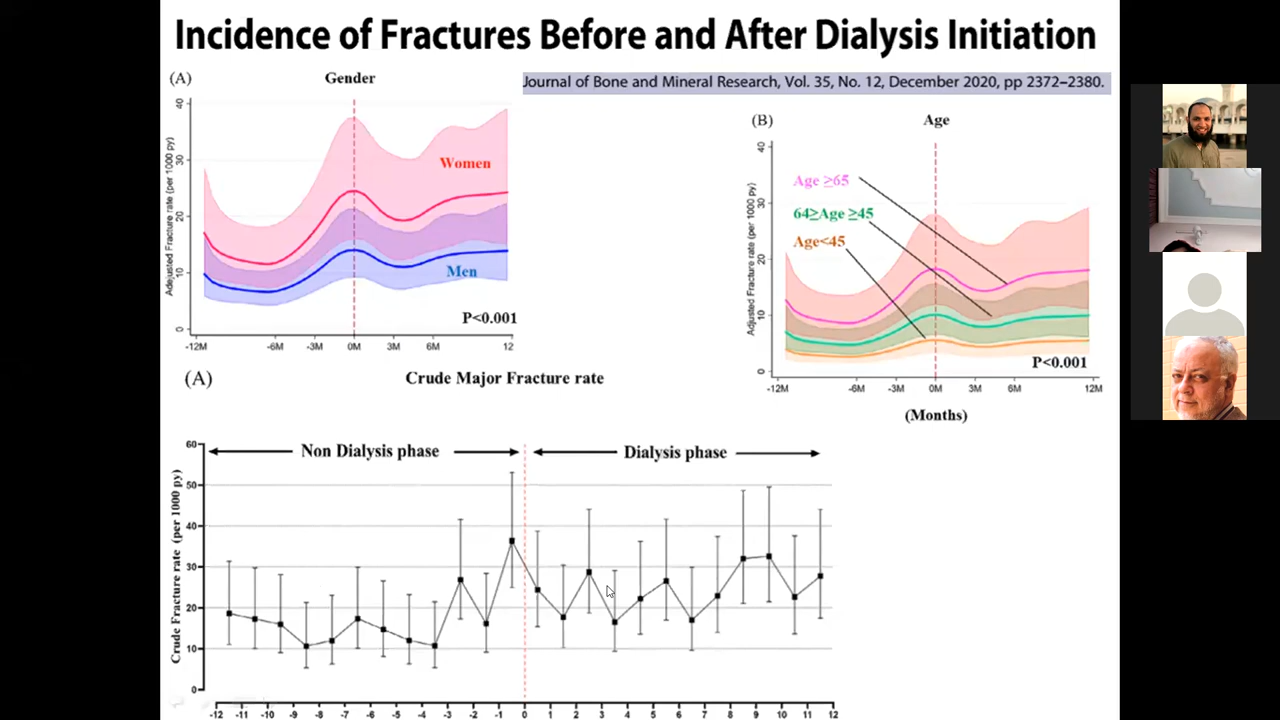 Incidence of Fractures Before and After Dialysis Initiation
Journal of Bone and Mineral Research, Vol. 35, No. 12, December 2020, pp 2372–2380.
(A)
Gender
Adejusted Fracture rate (per 1000 py)
40
30
20
10
0
Women
Men
P<0.001
-12M -6M -3M 0M 3M 6M 12
(B)
Age
Adjusted Fracture rate (per 1000 py)
40
30
20
10
0
Age ≥65
64≥Age ≥45
Age<45
P<0.001
-12M -6M -3M 0M 3M 6M 12M
(Months)
(A)
Crude Major Fracture rate
Crude Fracture rate (per 1000 py)
60
50
40
30
20
10
0
Non Dialysis phase
Dialysis phase
-12 -11 -10 -9 -8 -7 -6 -5 -4 -3 -2 -1 0 1 2 3 4 5 6 7 8 9 10 11 12